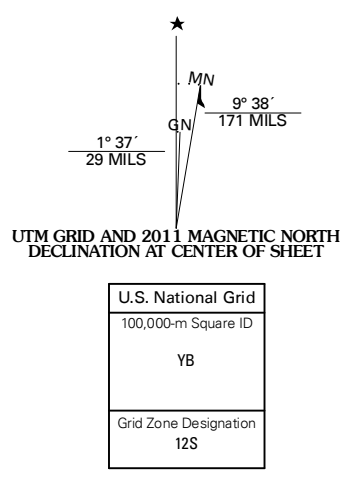 MN
9° 38´
171 MILS
GN
1° 37´
29 MILS
UTM GRID AND 2011 MAGNETIC NORTH
DECLINATION AT CENTER OF SHEET
U.S. National Grid
100,000-m Square ID
YB
Grid Zone Designation
12S